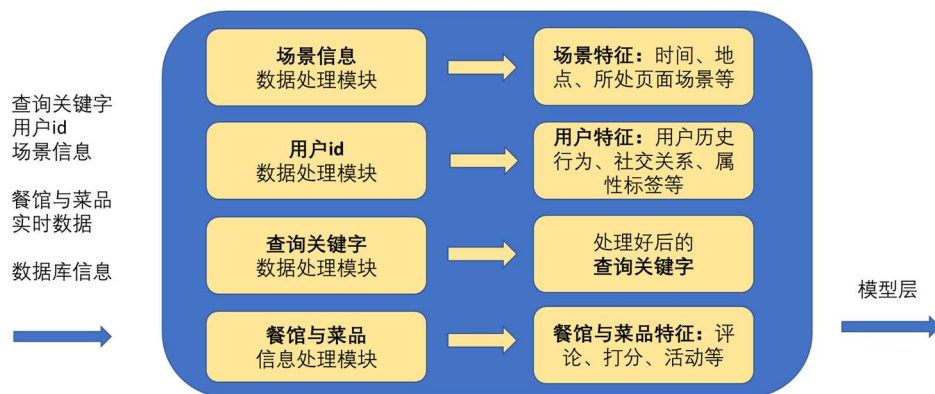 查询关键字
用户id
场景信息
餐馆与菜品
实时数据
数据库信息
场景信息
数据处理模块
场景特征：时间、地
点、所处页面场景等
用户id
数据处理模块
用户特征：用户历史
行为、社交关系、属
性标签等
查询关键字
数据处理模块
处理好后的
查询关键字
餐馆与菜品
信息处理模块
餐馆与菜品特征：评
论、打分、活动等
模型层